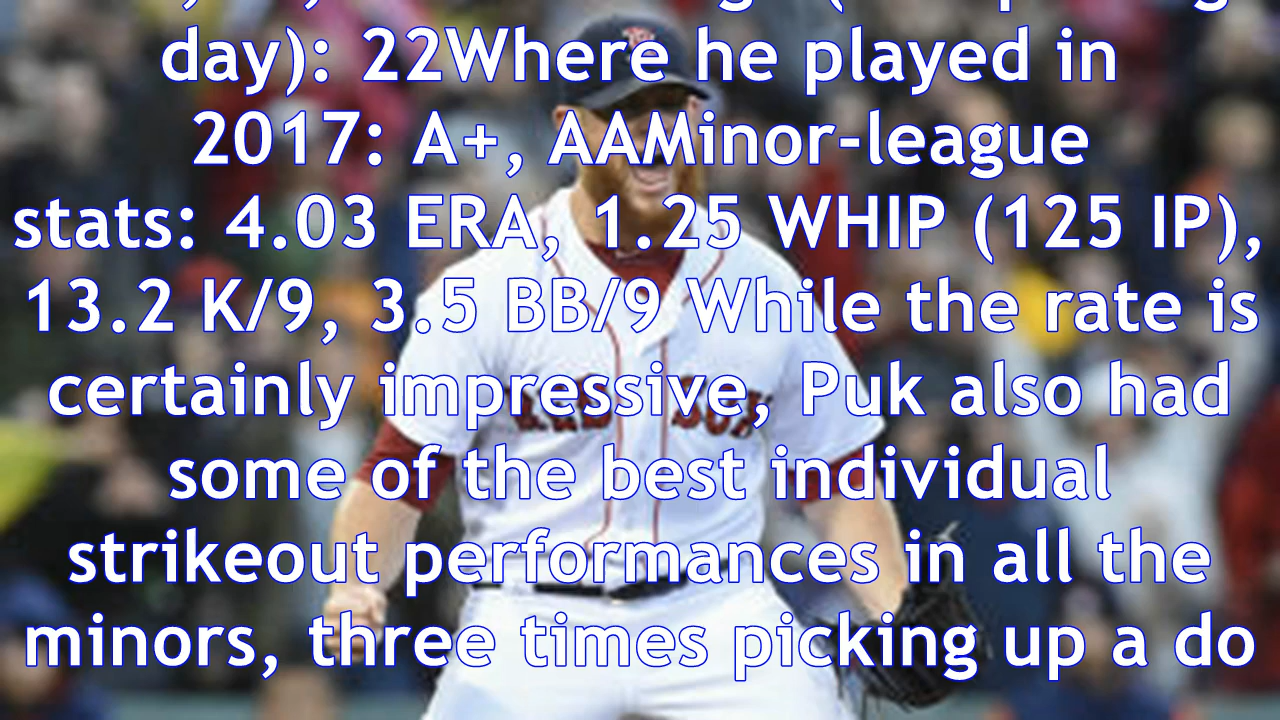 day): 22Where he played in
2017: A+, AAMinor-league
stats: 4.03 ERA, 1.25 WHIP (125 IP),
13.2 K/9, 3.5 BB/9 While the rate is
certainly impressive, Puk also had
some of the best individual
strikeout performances in all the
minors, three times picking up a do
RED SOX